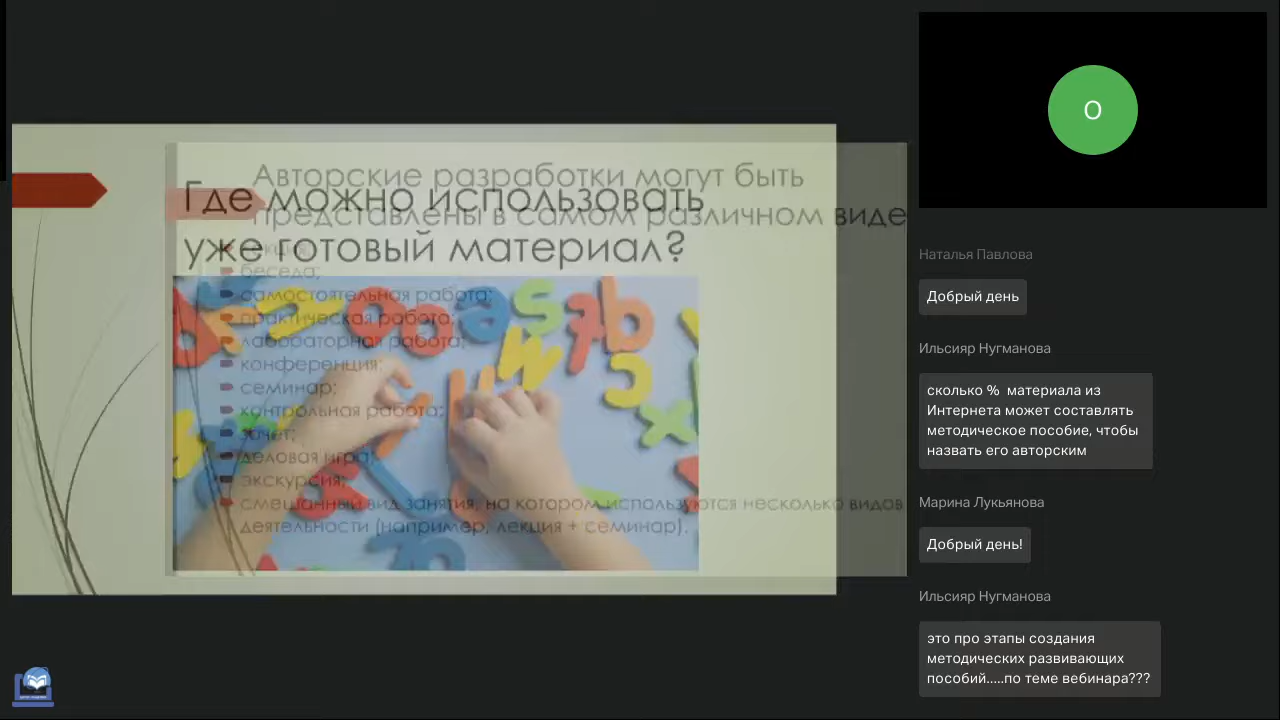 Авторские разработки могут быть
представлены в самом различном виде
Где можно использовать
уже готовый материал?
лекция;
беседа;
самостоятельная работа;
практическая работа;
лабораторная работа;
конференция;
семинар;
контрольная работа;
зачет;
деловая игра;
экскурсия;
смешанный вид занятия, на котором используются несколько видов
деятельности (например, лекция + семинар).
О
Наталья Павлова
Добрый день
Ильсияр Нугманова
сколько % материала из
Интернета может составлять
методическое пособие, чтобы
назвать его авторским
Марина Лукьянова
Добрый день!
Ильсияр Нугманова
это про этапы создания
методических развивающих
пособий.....по теме вебинара???